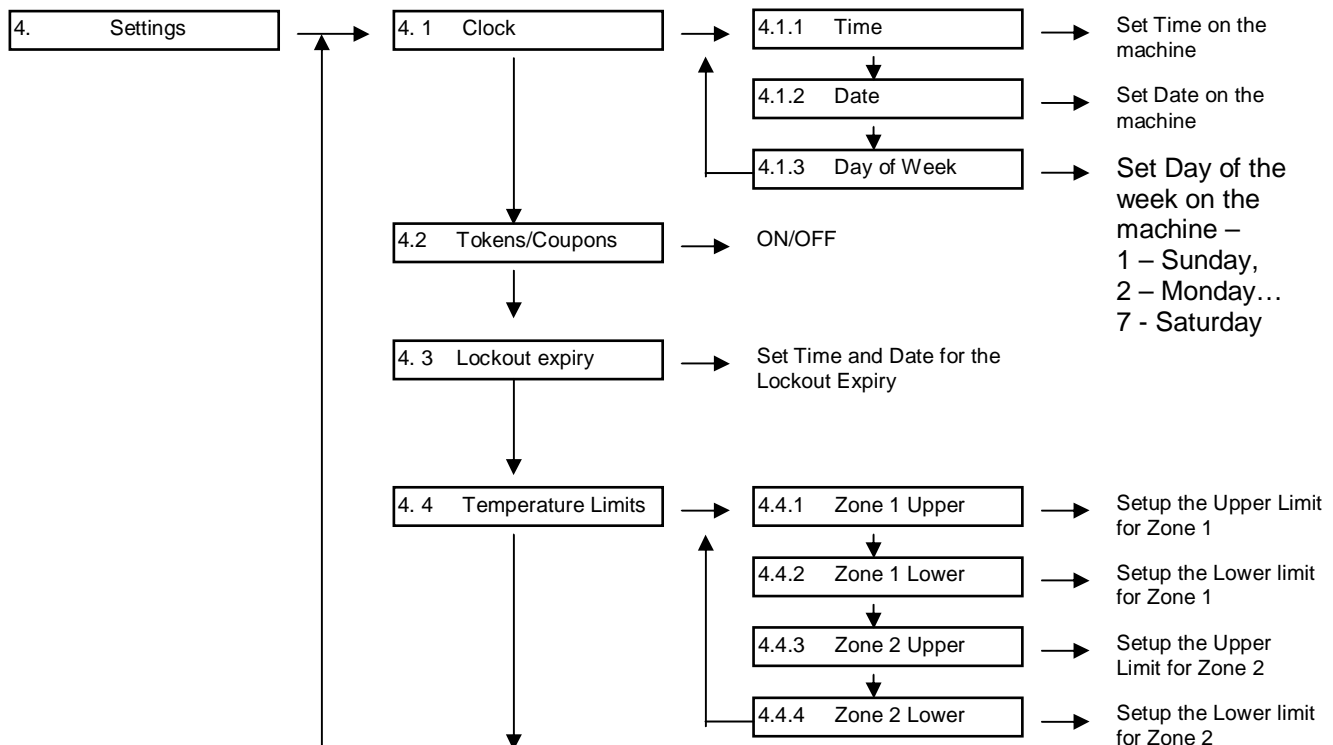 4. Settings
4. 1 Clock
4.1.1 Time
Set Time on the
machine
4.1.2 Date
Set Date on the
machine
4.1.3 Day of Week
Set Day of the
week on the
machine –
1 – Sunday,
2 – Monday…
7 - Saturday
4.2 Tokens/Coupons
ON/OFF
4. 3 Lockout expiry
Set Time and Date for the
Lockout Expiry
4. 4 Temperature Limits
4.4.1 Zone 1 Upper
Setup the Upper Limit
for Zone 1
4.4.2 Zone 1 Lower
Setup the Lower limit
for Zone 1
4.4.3 Zone 2 Upper
Setup the Upper
Limit for Zone 2
4.4.4 Zone 2 Lower
Setup the Lower limit
for Zone 2